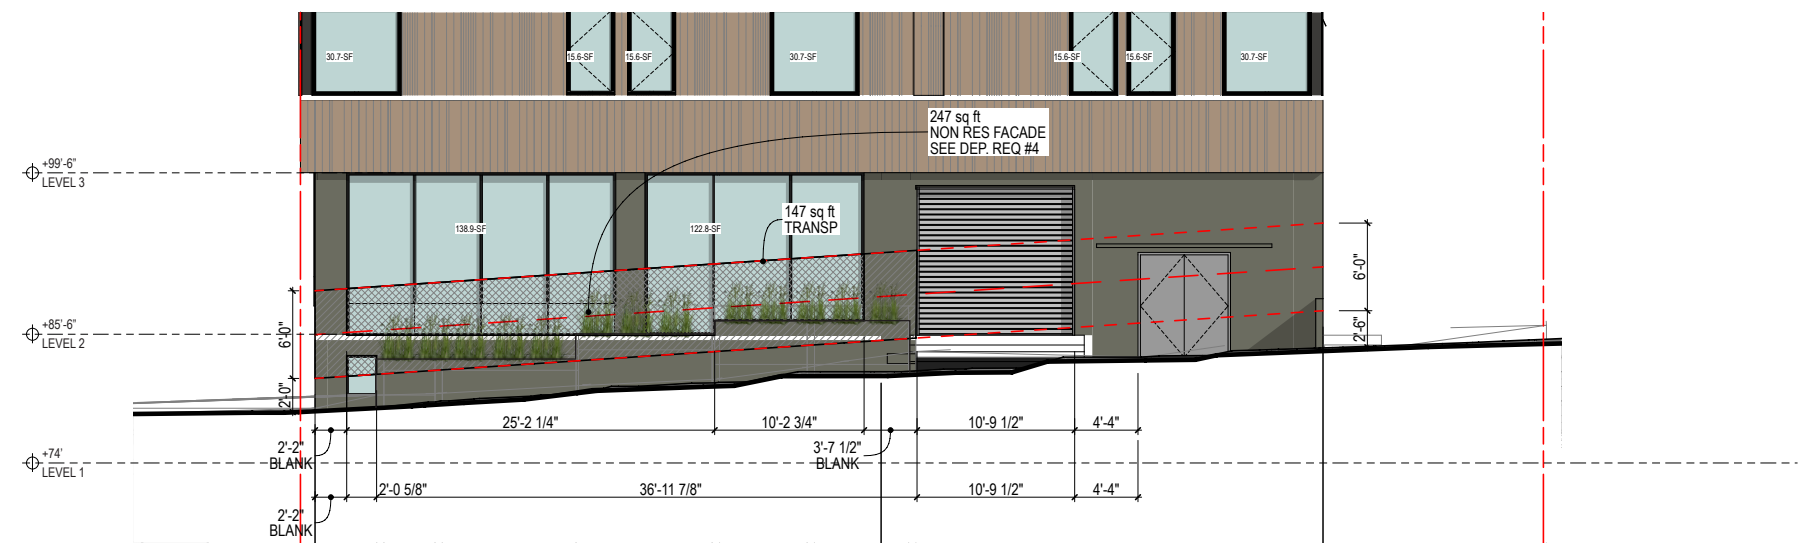 30.7-SF
15.6-SF
15.6-SF
30.7-SF
15.6-SF
15.6-SF
30.7-SF
247 sq ft
NON RES FACADE
SEE DEP. REQ #4
+99'-6"
LEVEL 3
147 sq ft
TRANSP
138.9-SF
122.8-SF
6'-0"
+85'-6"
LEVEL 2
6'-0"
2'-6"
2'-0"
25'-2 1/4"
10'-2 3/4"
10'-9 1/2"
4'-4"
2'-2"
BLANK
3'-7 1/2"
BLANK
+74'
LEVEL 1
2'-0 5/8"
36'-11 7/8"
10'-9 1/2"
4'-4"
2'-2"
BLANK